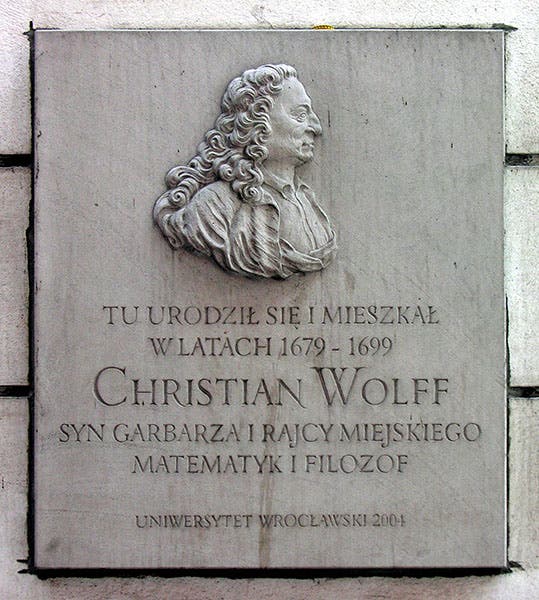 TU URODZIŁ SIĘ I MIESZKAŁ
W LATACH 1679 - 1699
CHRISTIAN WOLFF
SYN GARBARZA I RAJCY MIEJSKIEGO
MATEMATYK I FILOZOF
UNIWERSYTET WROCŁAWSKI 2004